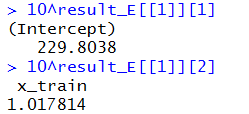 > 10^result_E[[1]][1]
(Intercept)
229.8038
> 10^result_E[[1]][2]
x_train
1.017814